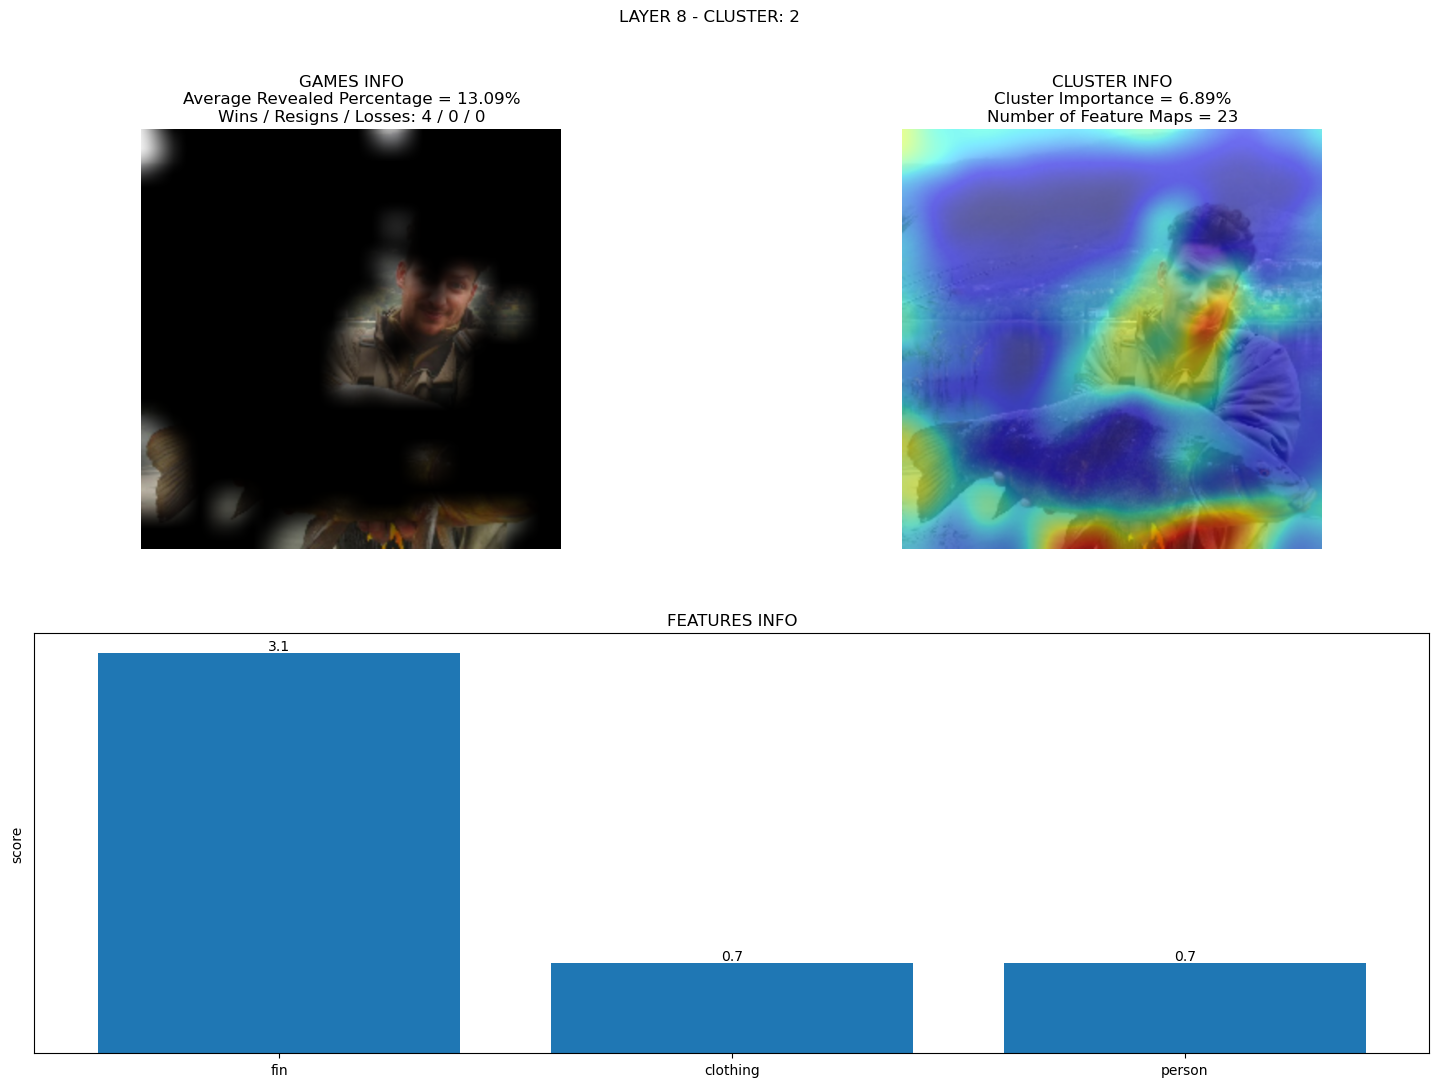 LAYER 8 - CLUSTER: 2
GAMES INFO
Average Revealed Percentage = 13.09%
Wins / Resigns / Losses: 4 / 0 / 0
CLUSTER INFO
Cluster Importance = 6.89%
Number of Feature Maps = 23
FEATURES INFO
score
3.1
0.7
0.7
fin
clothing
person